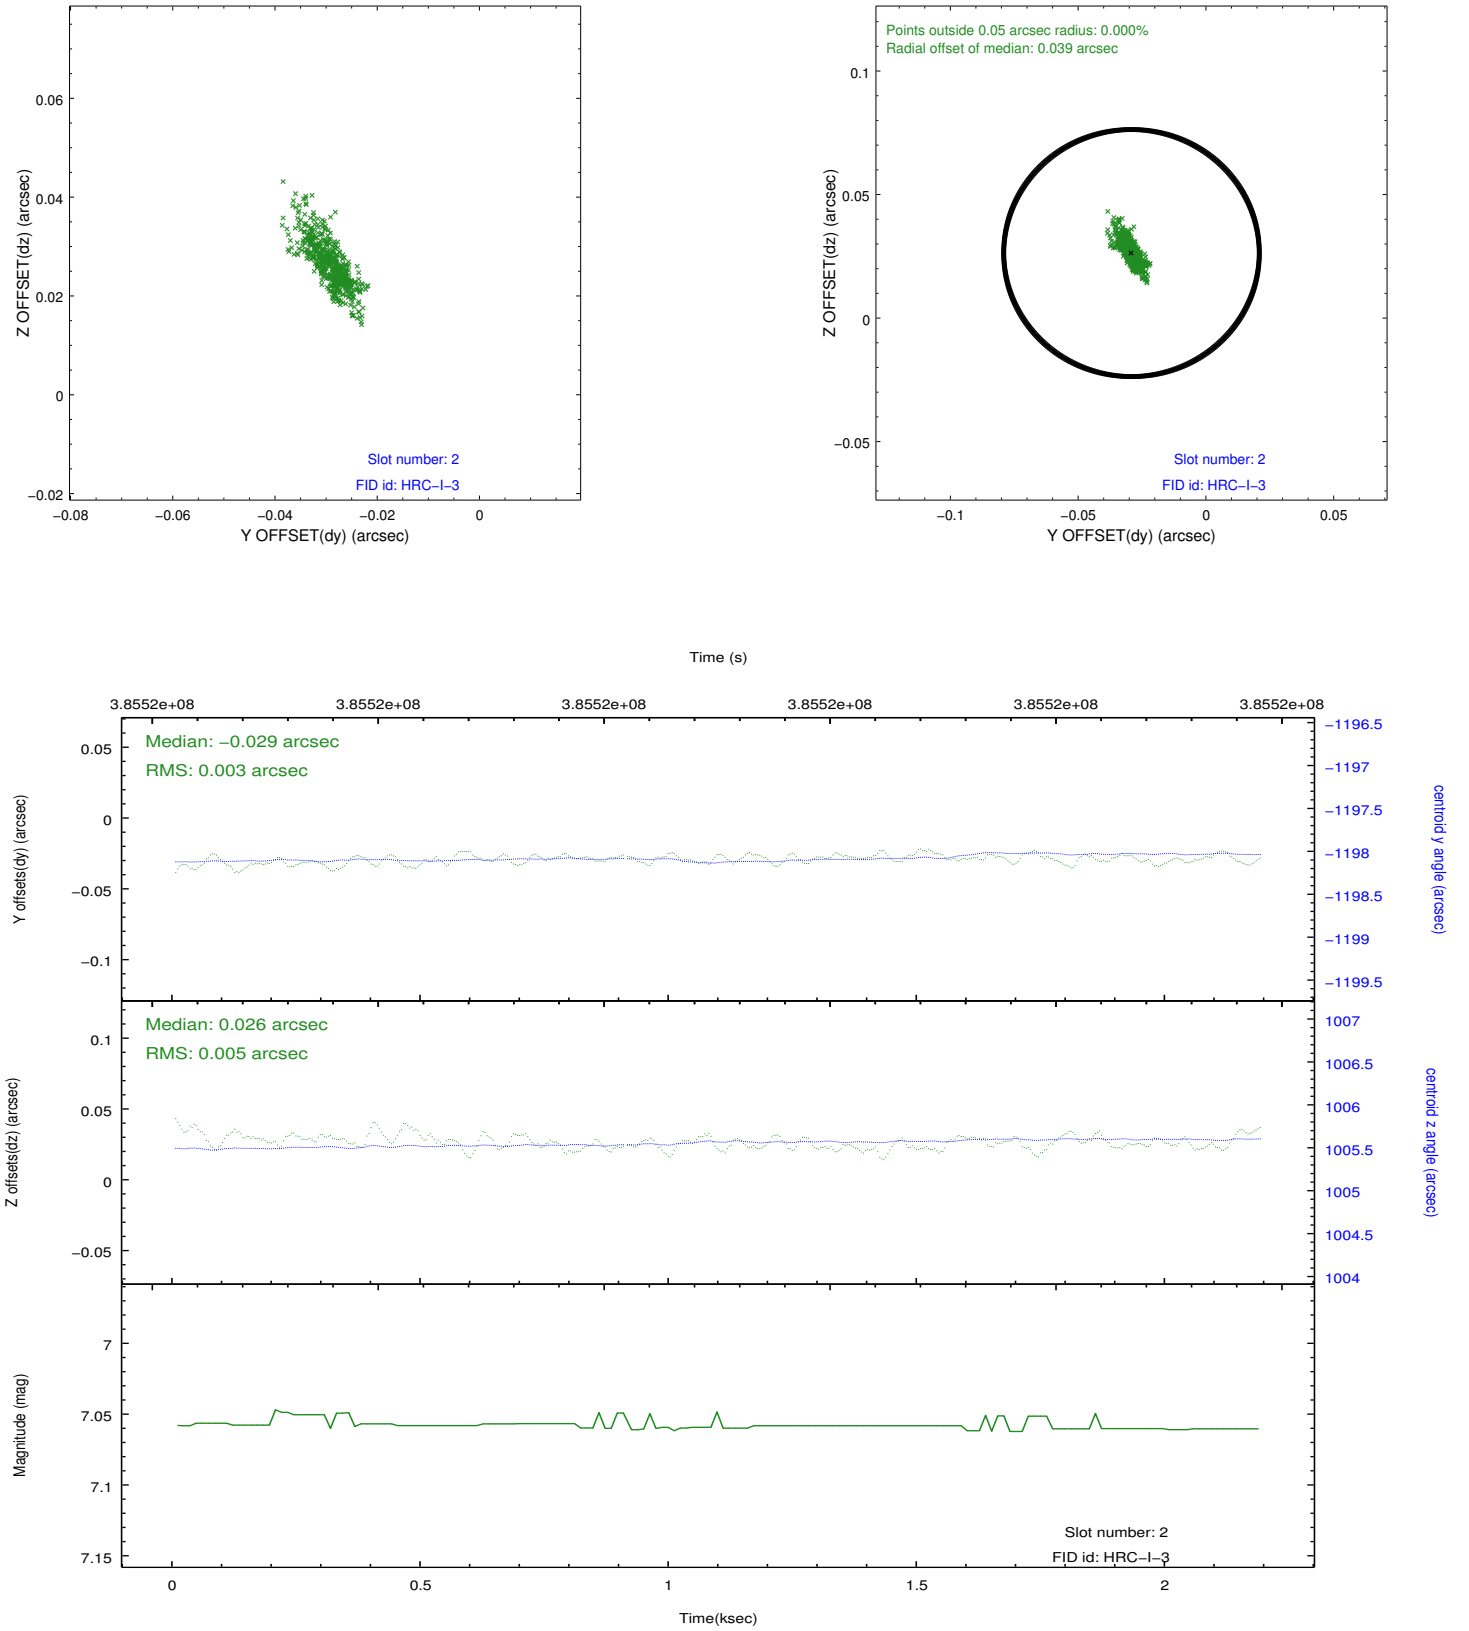 0.06
0.04
0.02
0
−0.02
Z OFFSET(dz) (arcsec)
Slot number: 2
FID id: HRC−I−3
−0.08
−0.06
−0.04
−0.02
0
Y OFFSET(dy) (arcsec)
Points outside 0.05 arcsec radius: 0.000%
Radial offset of median: 0.039 arcsec
0.1
0.05
0
−0.05
Z OFFSET(dz) (arcsec)
Slot number: 2
FID id: HRC−I−3
−0.1
−0.05
0
0.05
Y OFFSET(dy) (arcsec)
Time (s)
3.8552e+08
3.8552e+08
3.8552e+08
3.8552e+08
3.8552e+08
3.8552e+08
Median: −0.029 arcsec
RMS: 0.003 arcsec
0.05
0
−0.05
−0.1
Y offsets(dy) (arcsec)
−1196.5
−1197
−1197.5
−1198
−1198.5
−1199
−1199.5
centroid y angle (arcsec)
Median: 0.026 arcsec
RMS: 0.005 arcsec
0.1
0.05
0
−0.05
Z offsets(dz) (arcsec)
1007
1006.5
1006
1005.5
1005
1004.5
1004
centroid z angle (arcsec)
7
7.05
7.1
7.15
Magnitude (mag)
Slot number: 2
FID id: HRC−I−3
0
0.5
1
1.5
2
Time(ksec)